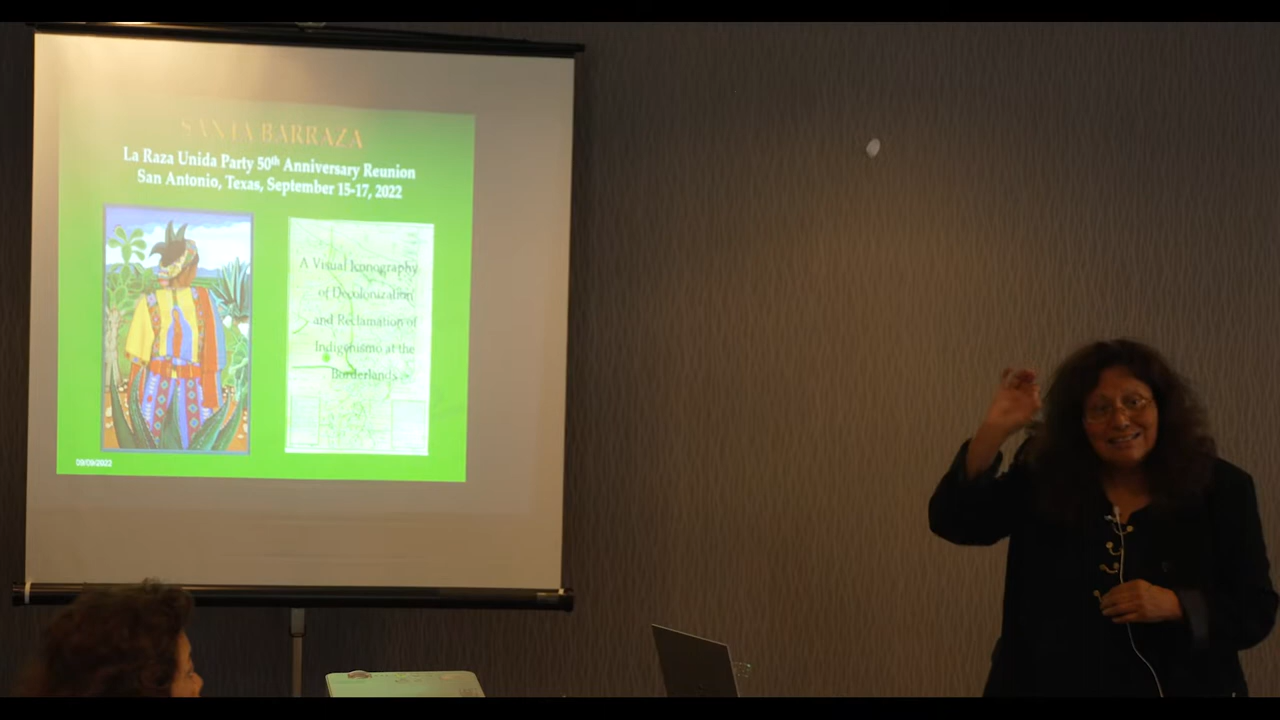 SANTA BARRAZA
La Raza Unida Party 50th Anniversary Reunion
San Antonio, Texas, September 15-17, 2022
A Visual Iconography
of Decolonization
and Reclamation of
Indigenismo at the
Borderlands
09/09/2022